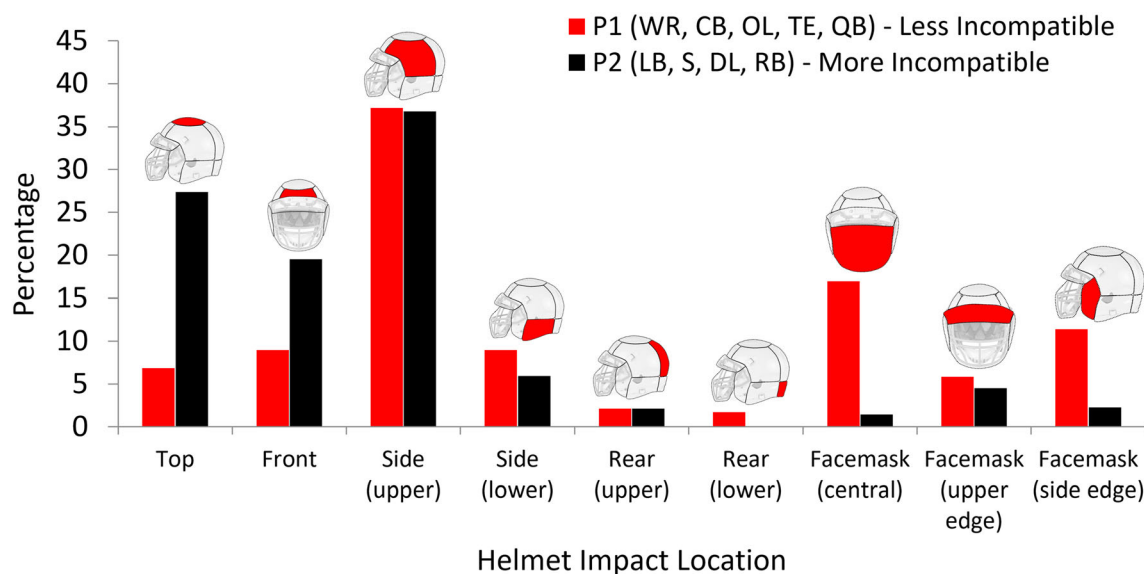 P1 (WR, CB, OL, TE, QB) - Less Incompatible
P2 (LB, S, DL, RB) - More Incompatible
Percentage
45
40
35
30
25
20
15
10
5
0
Top
Front
Side
(upper)
Side
(lower)
Rear
(upper)
Rear
(lower)
Facemask
(central)
Facemask
(upper
edge)
Facemask
(side edge)
Helmet Impact Location